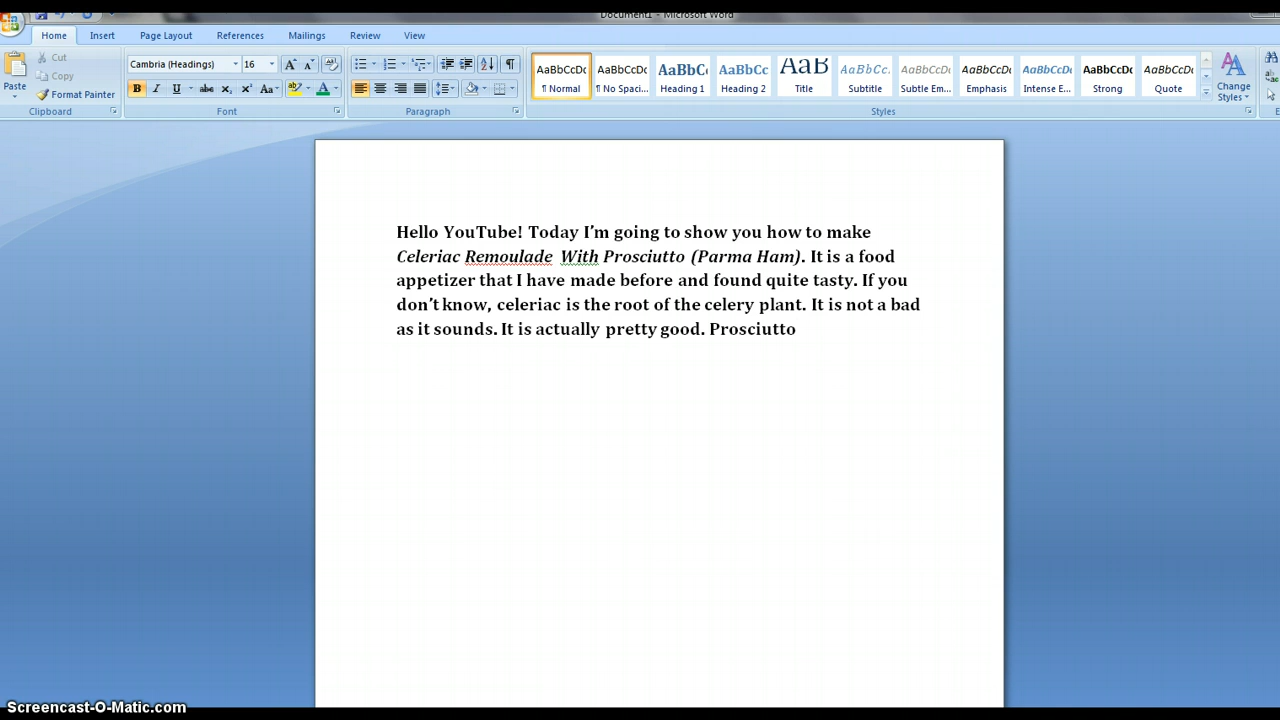 Document1 - Microsoft Word
Home Insert Page Layout References Mailings Review View
Cut
Copy
Format Painter
Paste
Clipboard
Cambria (Headings) 16
Font
Paragraph
AaBbCcDc AaBbCcDc AaBbC AaBbCc AaB AaBbCc. AaBbCcDc AaBbCcDc AaBbCcDc AaBbCcDc AaBbCcDc
¶ Normal ¶ No Spaci... Heading 1 Heading 2 Title Subtitle Subtle Em... Emphasis Intense E... Strong Quote
Change Styles
Styles
Hello YouTube! Today I’m going to show you how to make
Celeriac Remoulade With Prosciutto (Parma Ham). It is a food
appetizer that I have made before and found quite tasty. If you
don’t know, celeriac is the root of the celery plant. It is not a bad
as it sounds. It is actually pretty good. Prosciutto
Screencast-O-Matic.com